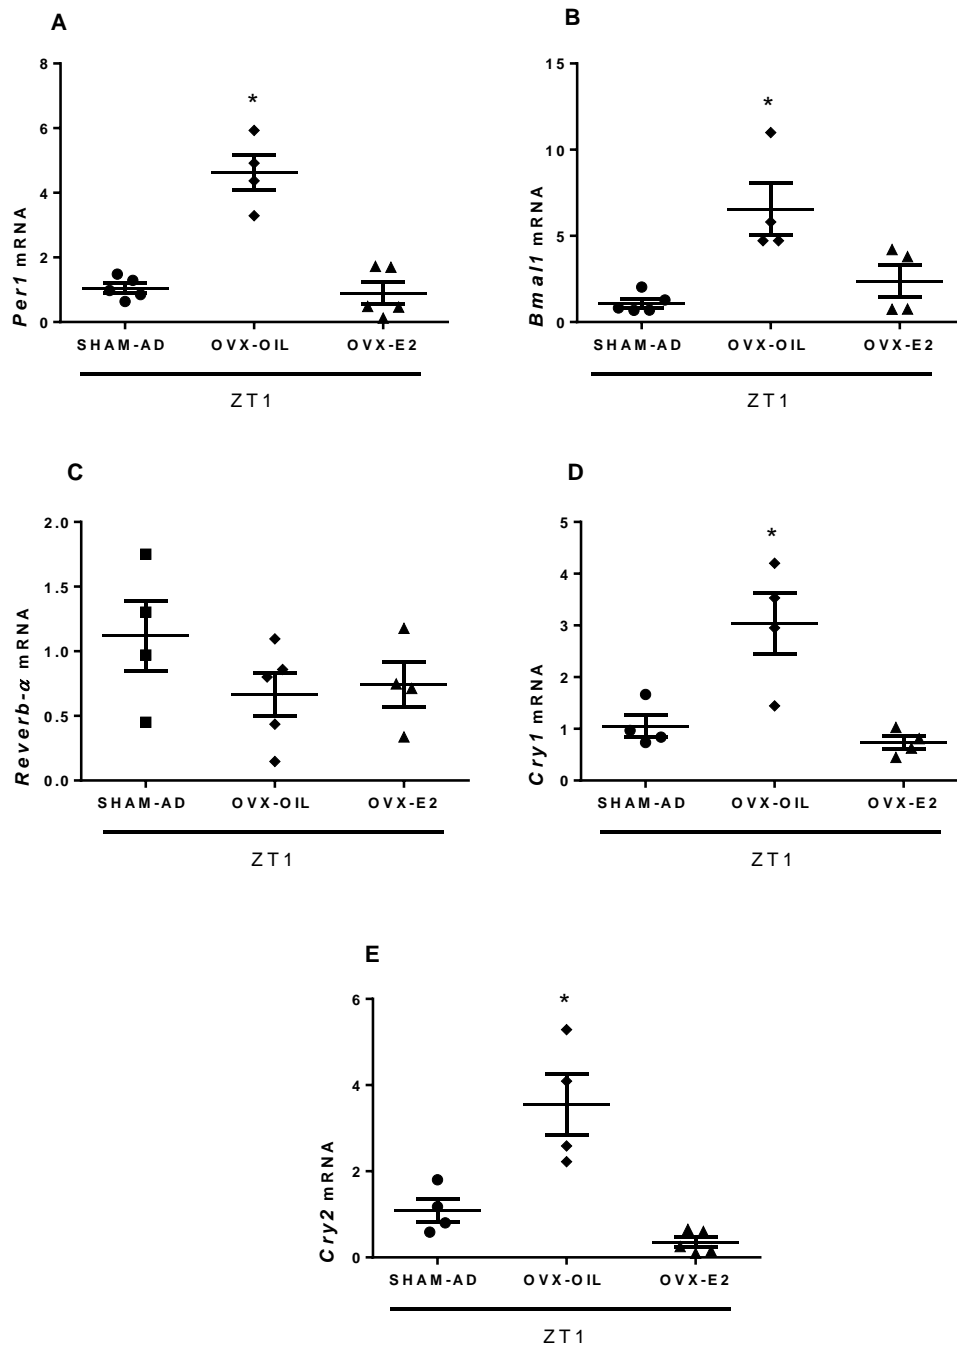 A
8
6
4
2
0
Per1 mRNA
*
SHAM-AD OVX-OIL OVX-E2
ZT1
B
15
10
5
0
Bmal1 mRNA
*
SHAM-AD OVX-OIL OVX-E2
ZT1
C
2.0
1.5
1.0
0.5
0.0
Reverb-α mRNA
SHAM-AD OVX-OIL OVX-E2
ZT1
D
5
4
3
2
1
0
Cry1 mRNA
*
SHAM-AD OVX-OIL OVX-E2
ZT1
E
6
4
2
0
Cry2 mRNA
*
SHAM-AD OVX-OIL OVX-E2
ZT1